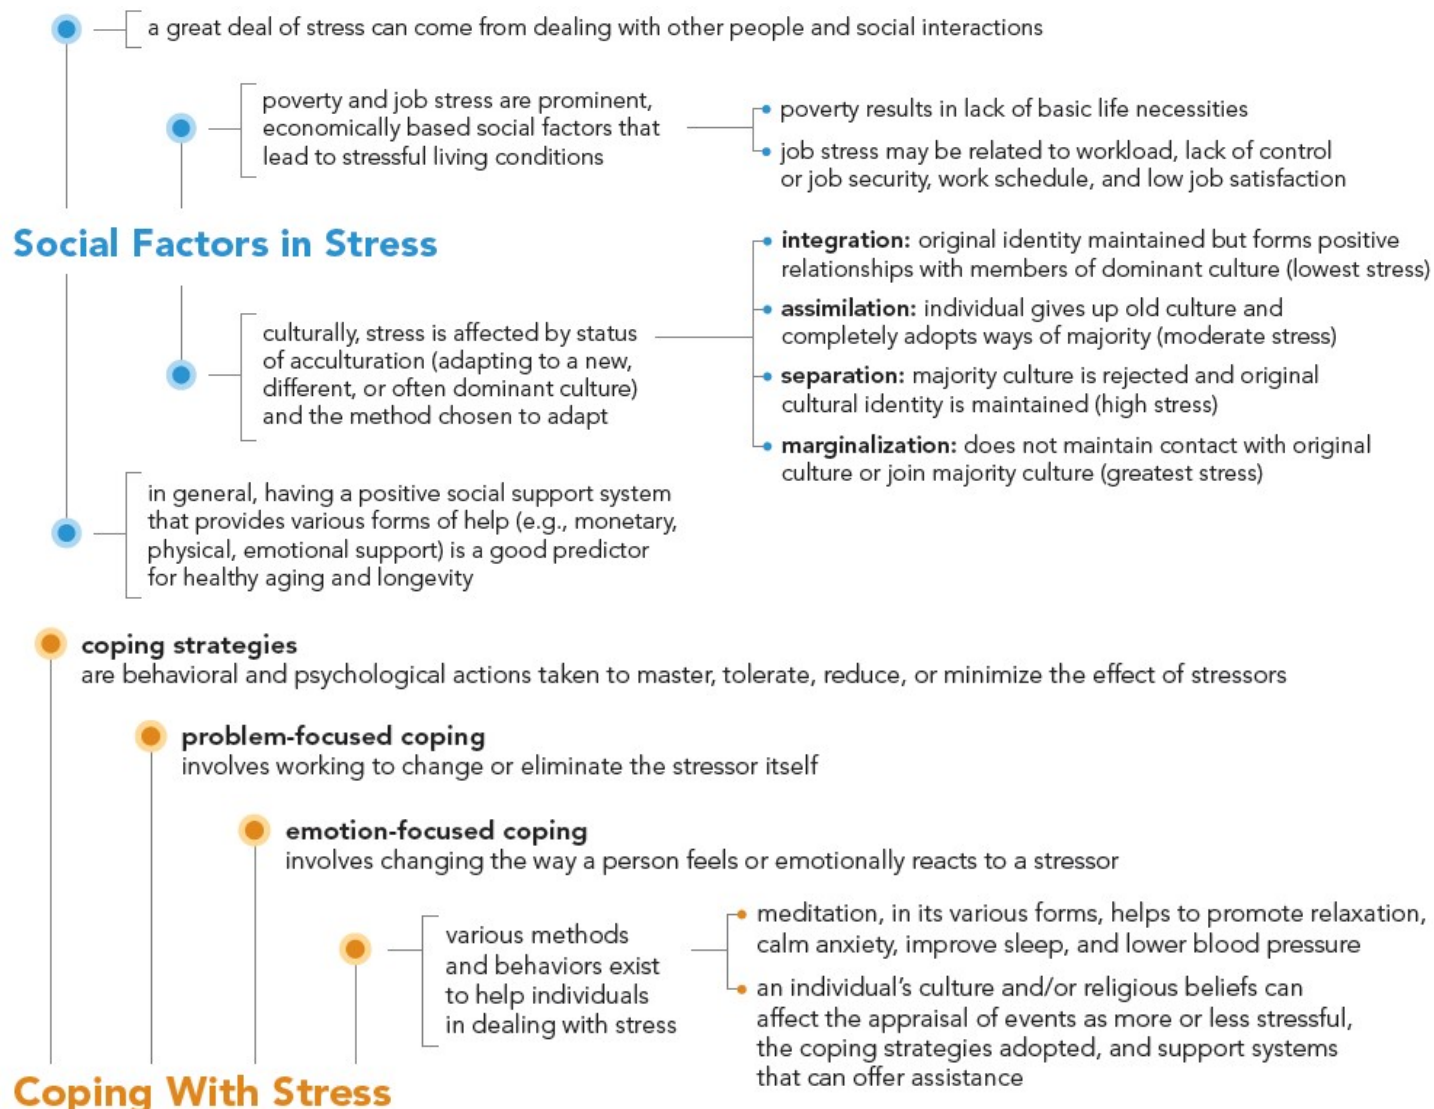 a great deal of stress can come from dealing with other people and social interactions
poverty and job stress are prominent,
economically based social factors that
lead to stressful living conditions
poverty results in lack of basic life necessities
job stress may be related to workload, lack of control
or job security, work schedule, and low job satisfaction
Social Factors in Stress
culturally, stress is affected by status
of acculturation (adapting to a new,
different, or often dominant culture)
and the method chosen to adapt
integration: original identity maintained but forms positive
relationships with members of dominant culture (lowest stress)
assimilation: individual gives up old culture and
completely adopts ways of majority (moderate stress)
separation: majority culture is rejected and original
cultural identity is maintained (high stress)
marginalization: does not maintain contact with original
culture or join majority culture (greatest stress)
in general, having a positive social support system
that provides various forms of help (e.g., monetary,
physical, emotional support) is a good predictor
for healthy aging and longevity
coping strategies
are behavioral and psychological actions taken to master, tolerate, reduce, or minimize the effect of stressors
problem-focused coping
involves working to change or eliminate the stressor itself
emotion-focused coping
involves changing the way a person feels or emotionally reacts to a stressor
various methods
and behaviors exist
to help individuals
in dealing with stress
meditation, in its various forms, helps to promote relaxation,
calm anxiety, improve sleep, and lower blood pressure
an individual’s culture and/or religious beliefs can
affect the appraisal of events as more or less stressful,
the coping strategies adopted, and support systems
that can offer assistance
Coping With Stress